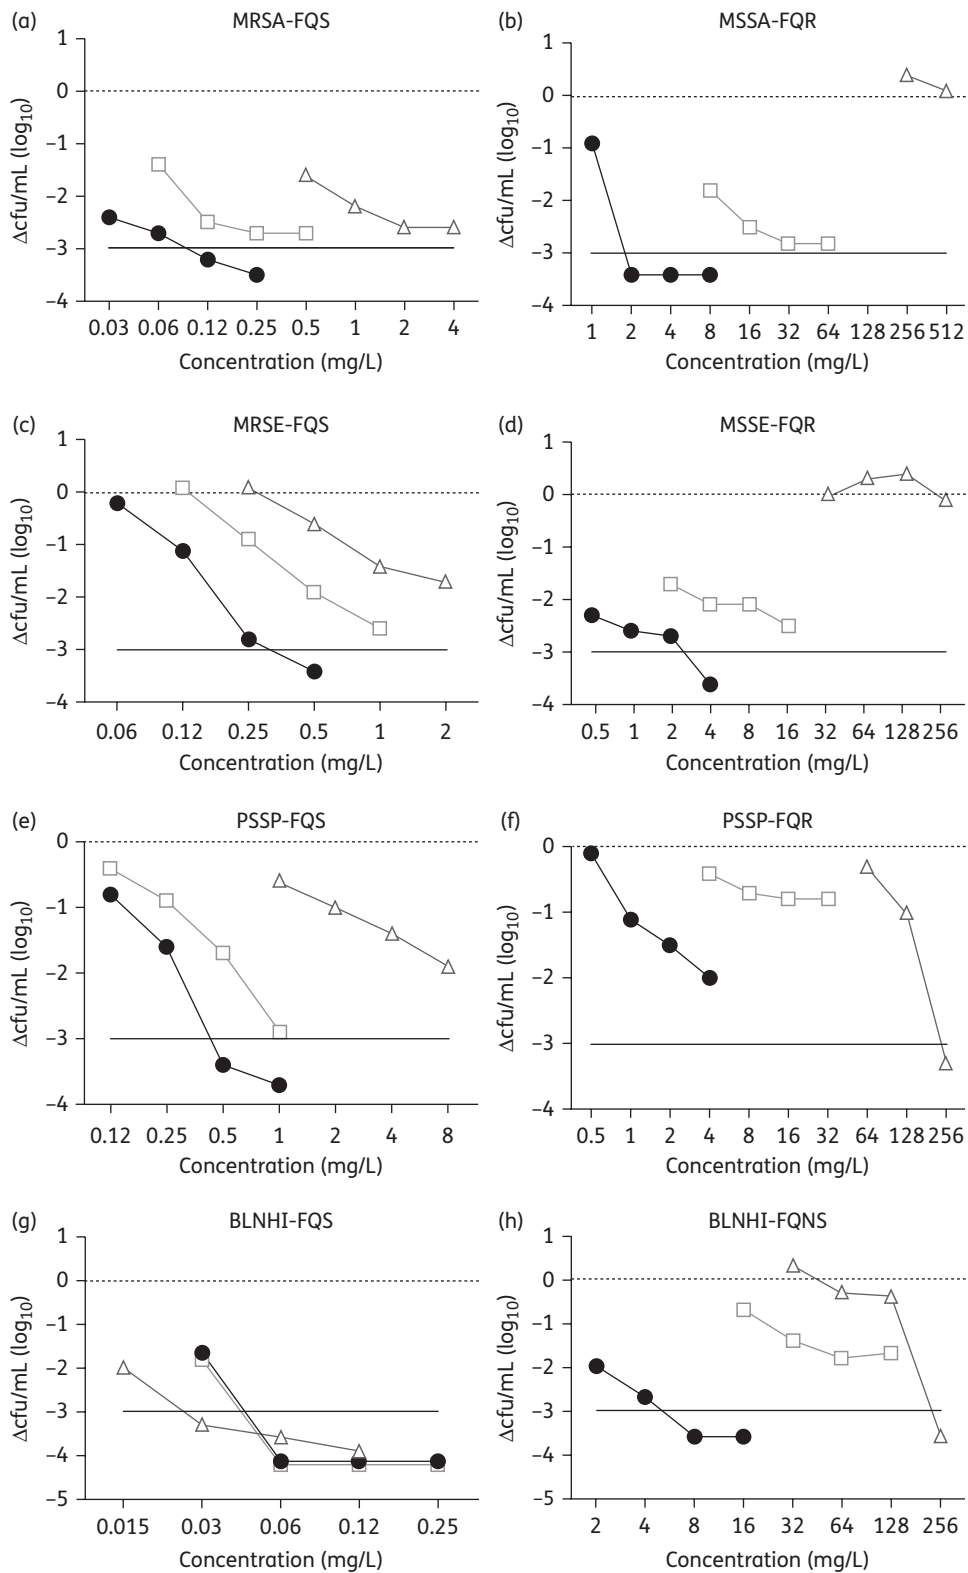 (a) MRSA-FQS
1
0
−1
−2
−3
−4
Δcfu/mL (log10)
0.03 0.06 0.12 0.25 0.5 1 2 4
Concentration (mg/L)
(b) MSSA-FQR
1
0
−1
−2
−3
−4
Δcfu/mL (log10)
1 2 4 8 16 32 64 128 256 512
Concentration (mg/L)
(c) MRSE-FQS
1
0
−1
−2
−3
−4
Δcfu/mL (log10)
0.06 0.12 0.25 0.5 1 2
Concentration (mg/L)
(d) MSSE-FQR
1
0
−1
−2
−3
−4
Δcfu/mL (log10)
0.5 1 2 4 8 16 32 64 128 256
Concentration (mg/L)
(e) PSSP-FQS
0
−1
−2
−3
−4
Δcfu/mL (log10)
0.12 0.25 0.5 1 2 4 8
Concentration (mg/L)
(f) PSSP-FQR
0
−1
−2
−3
−4
Δcfu/mL (log10)
0.5 1 2 4 8 16 32 64 128 256
Concentration (mg/L)
(g) BLNHI-FQS
1
0
−1
−2
−3
−4
−5
Δcfu/mL (log10)
0.015 0.03 0.06 0.12 0.25
Concentration (mg/L)
(h) BLNHI-FQNS
1
0
−1
−2
−3
−4
−5
Δcfu/mL (log10)
2 4 8 16 32 64 128 256
Concentration (mg/L)